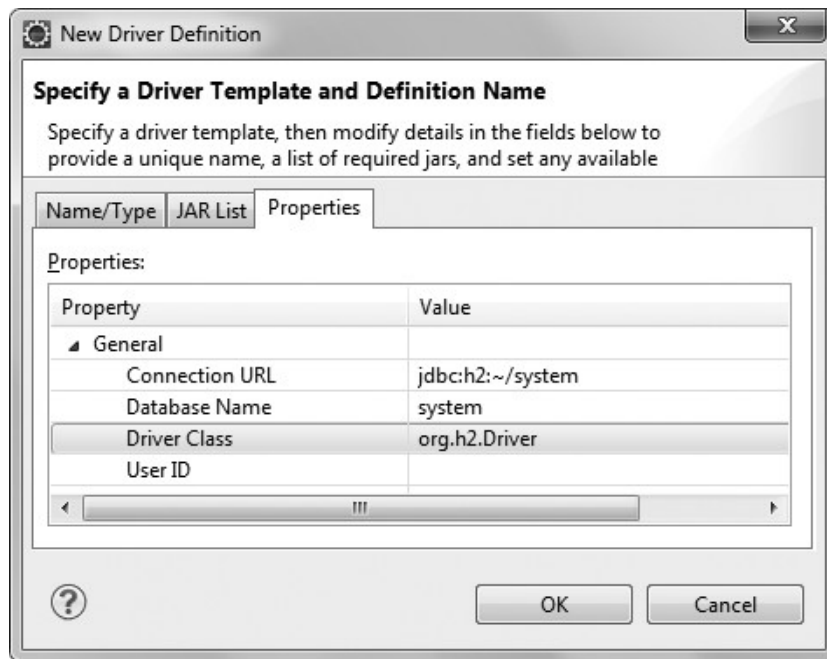 New Driver Definition
Specify a Driver Template and Definition Name
Specify a driver template, then modify details in the fields below to
provide a unique name, a list of required jars, and set any available
Name/Type JAR List Properties
Properties:
Property Value
General
Connection URL jdbc:h2:~/system
Database Name system
Driver Class org.h2.Driver
User ID
OK Cancel